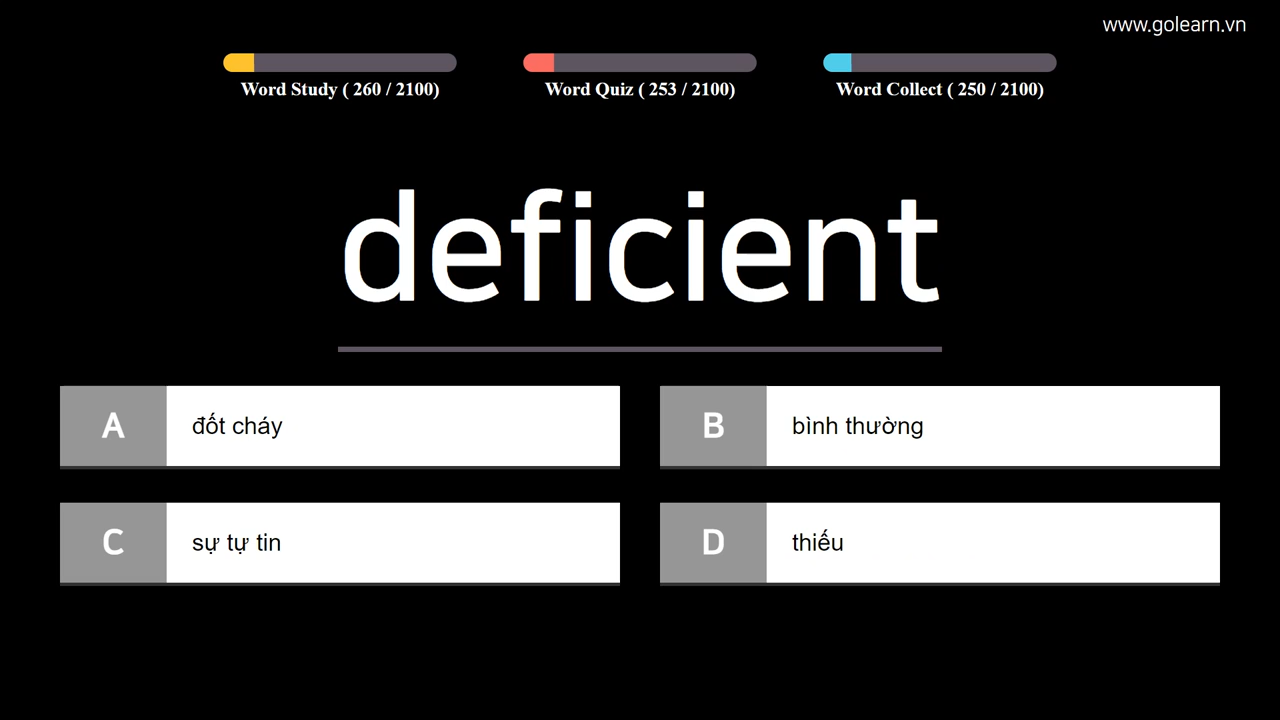 www.golearn.vn
Word Study ( 260 / 2100)
Word Quiz ( 253 / 2100)
Word Collect ( 250 / 2100)
deficient
A đốt cháy
B bình thường
C sự tự tin
D thiếu